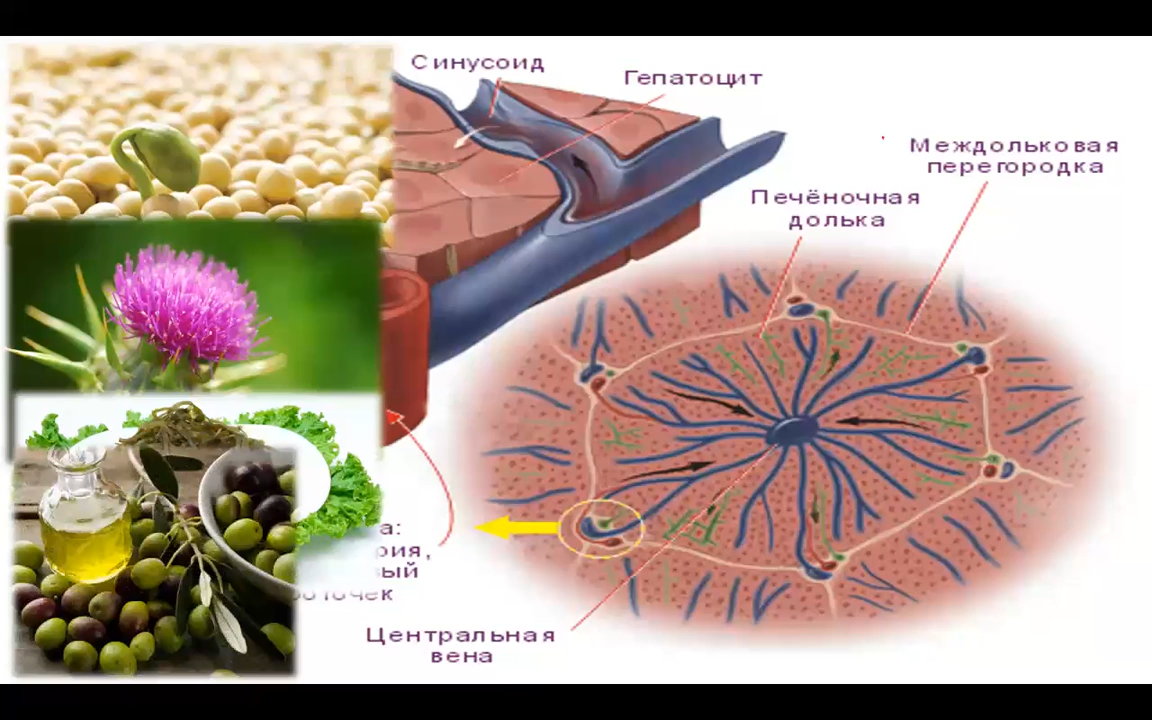 Синусоид
Гепатоцит
Междольковая
перегородка
Печёночная
долька
Центральная
вена